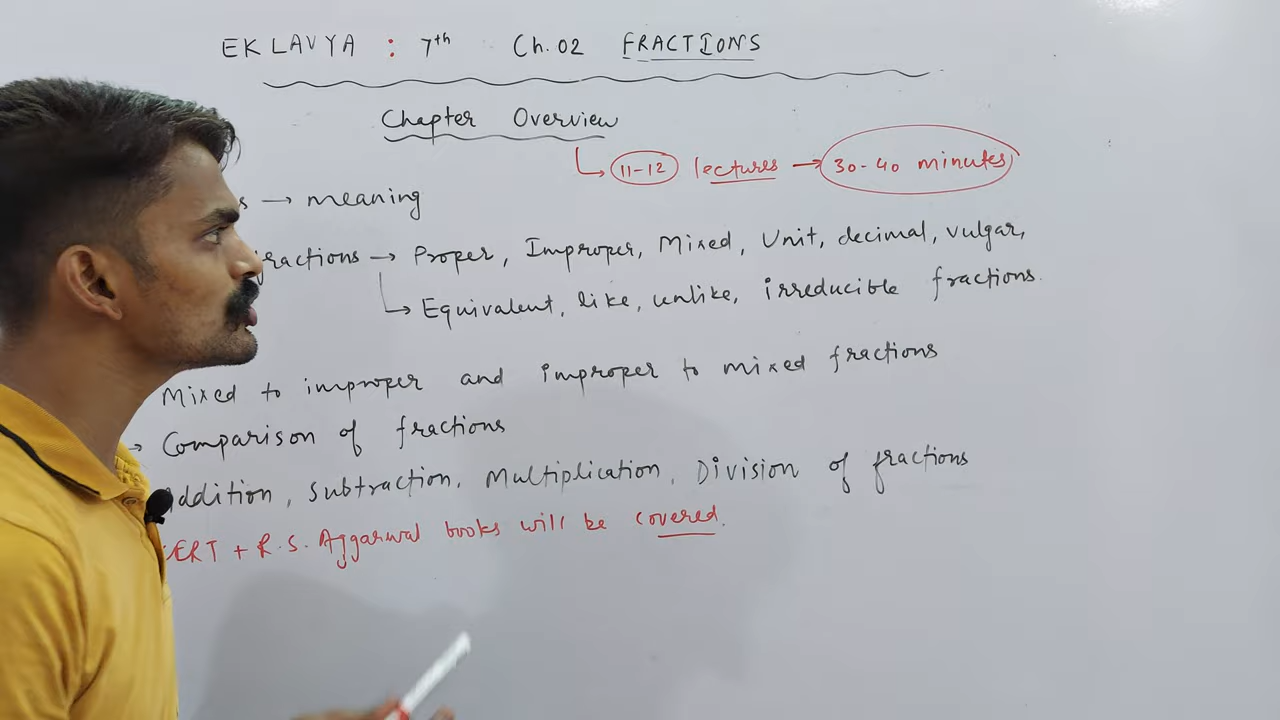 EKLAVYA : 7th Ch. 02 FRACTIONS
Chapter Overview
→ 11-12 lectures → 30-40 minutes
→ meaning
fractions → Proper, Improper, Mixed, Unit, decimal, vulgar,
→ Equivalent, like, unlike, irreducible fractions.
Mixed to improper and improper to mixed fractions
→ Comparison of fractions
Addition, Subtraction, Multiplication, Division of fractions
CERT + R.S. Aggarwal books will be covered.